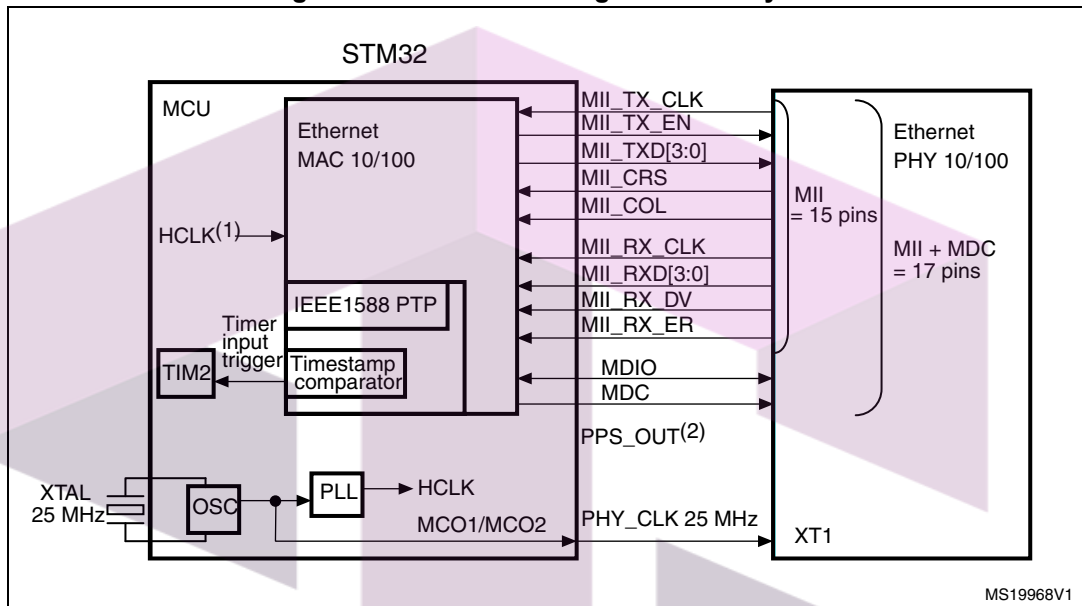 STM32
MCU
Ethernet
MAC 10/100
HCLK(1)
IEEE1588 PTP
Timer
input
trigger
TIM2
Timestamp
comparator
XTAL
25 MHz
OSC
PLL
HCLK
MCO1/MCO2
MII_TX_CLK
MII_TX_EN
MII_TXD[3:0]
MII_CRS
MII_COL
MII_RX_CLK
MII_RXD[3:0]
MII_RX_DV
MII_RX_ER
MDIO
MDC
PPS_OUT(2)
PHY_CLK 25 MHz
Ethernet
PHY 10/100
MII
= 15 pins
MII + MDC
= 17 pins
XT1
MS19968V1